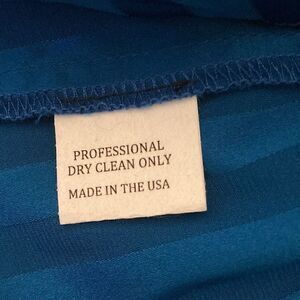 PROFESSIONAL
DRY CLEAN ONLY
MADE IN THE USA